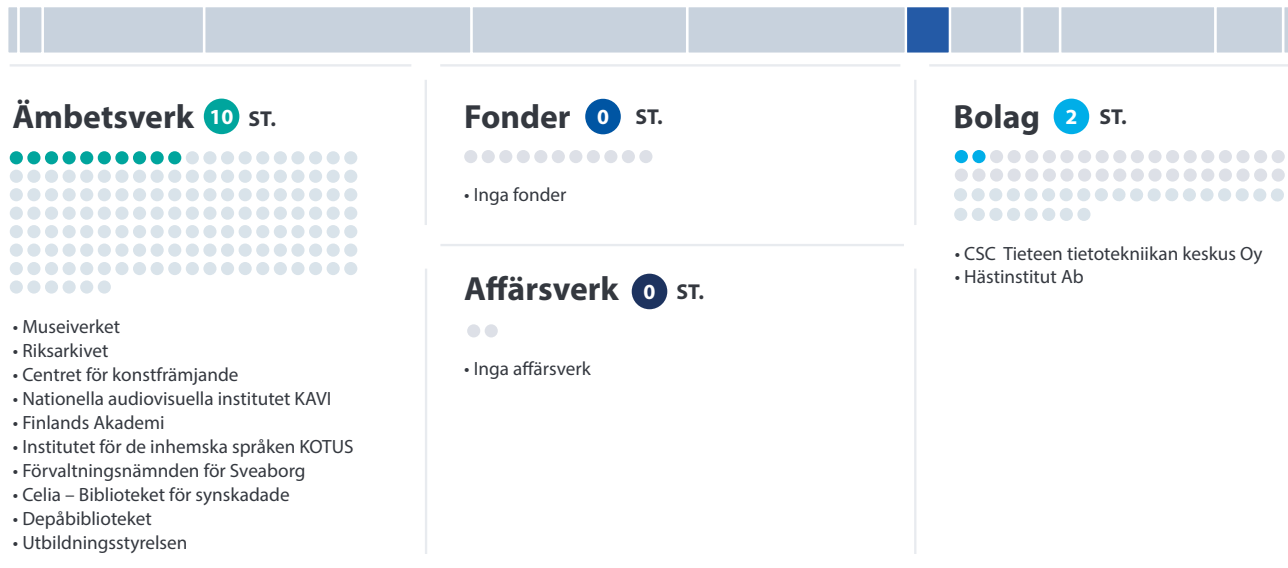 Ämbetsverk 10 ST.
• Museiverket
• Riksarkivet
• Centret för konstfrämjande
• Nationella audiovisuella institutet KAVI
• Finlands Akademi
• Institutet för de inhemska språken KOTUS
• Förvaltningsnämnden för Sveaborg
• Celia – Biblioteket för synskadade
• Depåbiblioteket
• Utbildningsstyrelsen
Fonder 0 ST.
• Inga fonder
Affärsverk 0 ST.
• Inga affärsverk
Bolag 2 ST.
• CSC Tieteen tietotekniikan keskus Oy
• Hästinstitut Ab